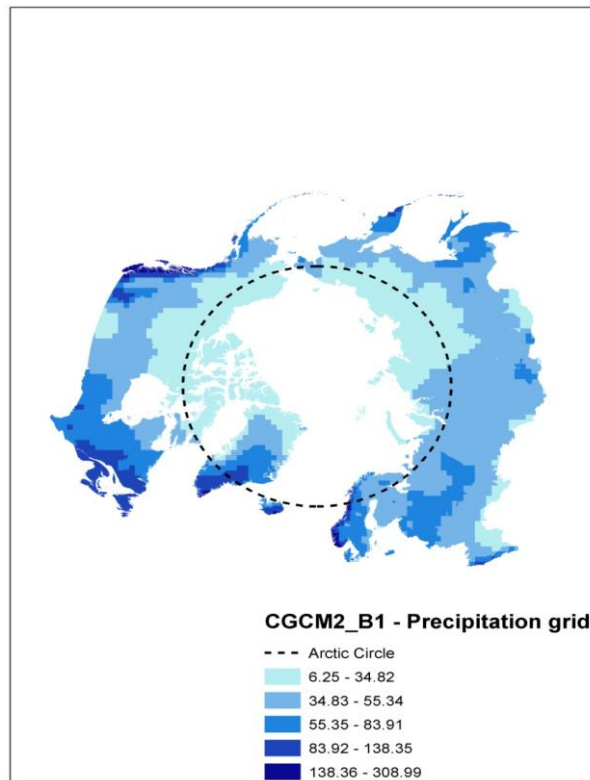 CGCM2_B1 - Precipitation grid
Arctic Circle
6.25 - 34.82
34.83 - 55.34
55.35 - 83.91
83.92 - 138.35
138.36 - 308.99